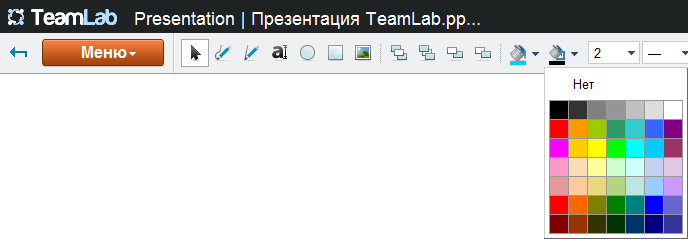 TeamLab Presentation | Презентация TeamLab.pp...
Меню a 2
Нет